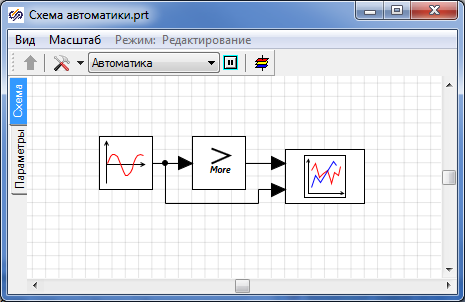 Схема автоматики.prt
Вид Масштаб Режим: Редактирование
Автоматика
Схема
Параметры
>
More